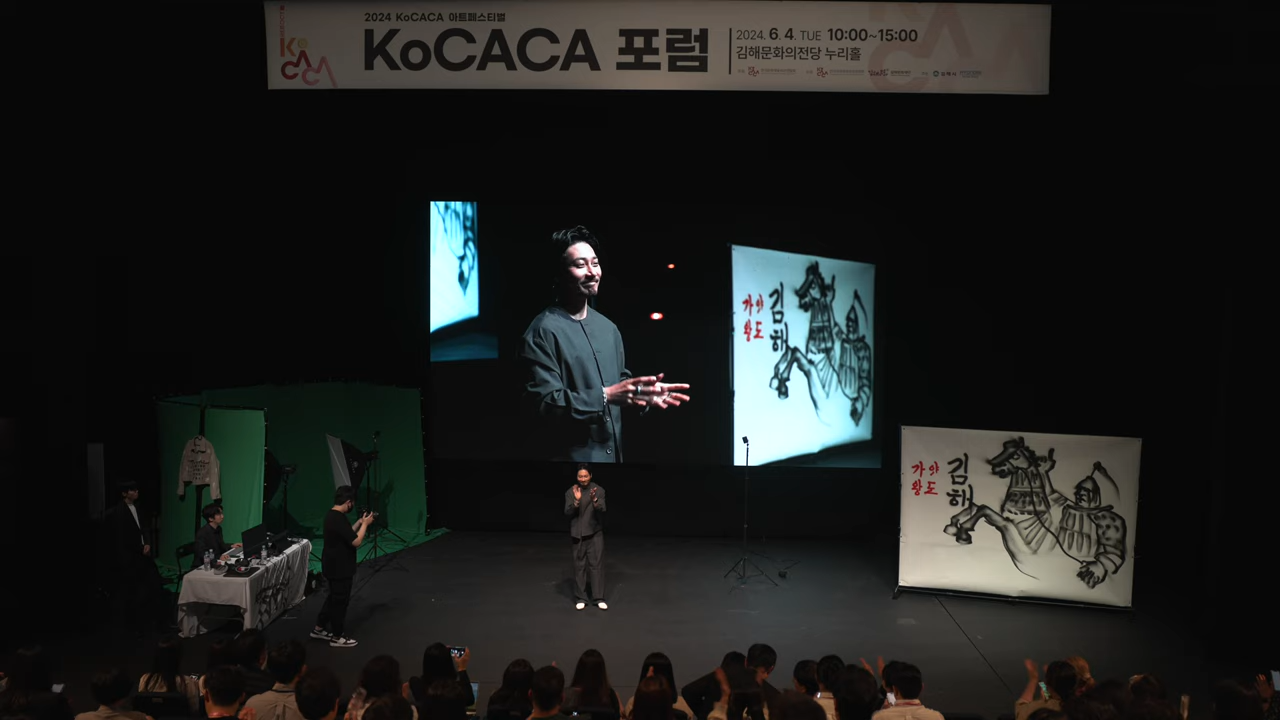 2024 KoCACA 아트페스티벌
KoCACA 포럼
2024. 6. 4. TUE 10:00~15:00
김해문화의전당 누리홀
KoCACA
가야
왕도
김해
가야
왕도
김해